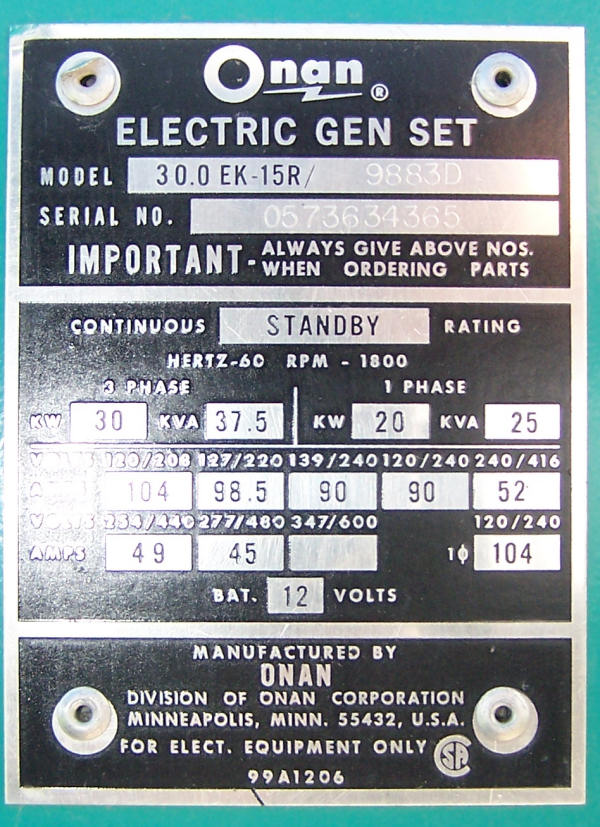 Onan ®
ELECTRIC GEN SET
MODEL 30.0 EK-15R/ 9883D
SERIAL NO. 0573634365
IMPORTANT- ALWAYS GIVE ABOVE NOS.
WHEN ORDERING PARTS
CONTINUOUS STANDBY RATING
HERTZ-60 RPM - 1800
3 PHASE 1 PHASE
KW 30 KVA 37.5 KW 20 KVA 25
VOLTS 120/208 127/220 139/240 120/240 240/416
AMPS 104 98.5 90 90 52
VOLTS 254/440 277/480 347/600 120/240
AMPS 49 45 1ϕ 104
BAT. 12 VOLTS
MANUFACTURED BY
ONAN
DIVISION OF ONAN CORPORATION
MINNEAPOLIS, MINN. 55432, U.S.A.
FOR ELECT. EQUIPMENT ONLY SA
99A1206